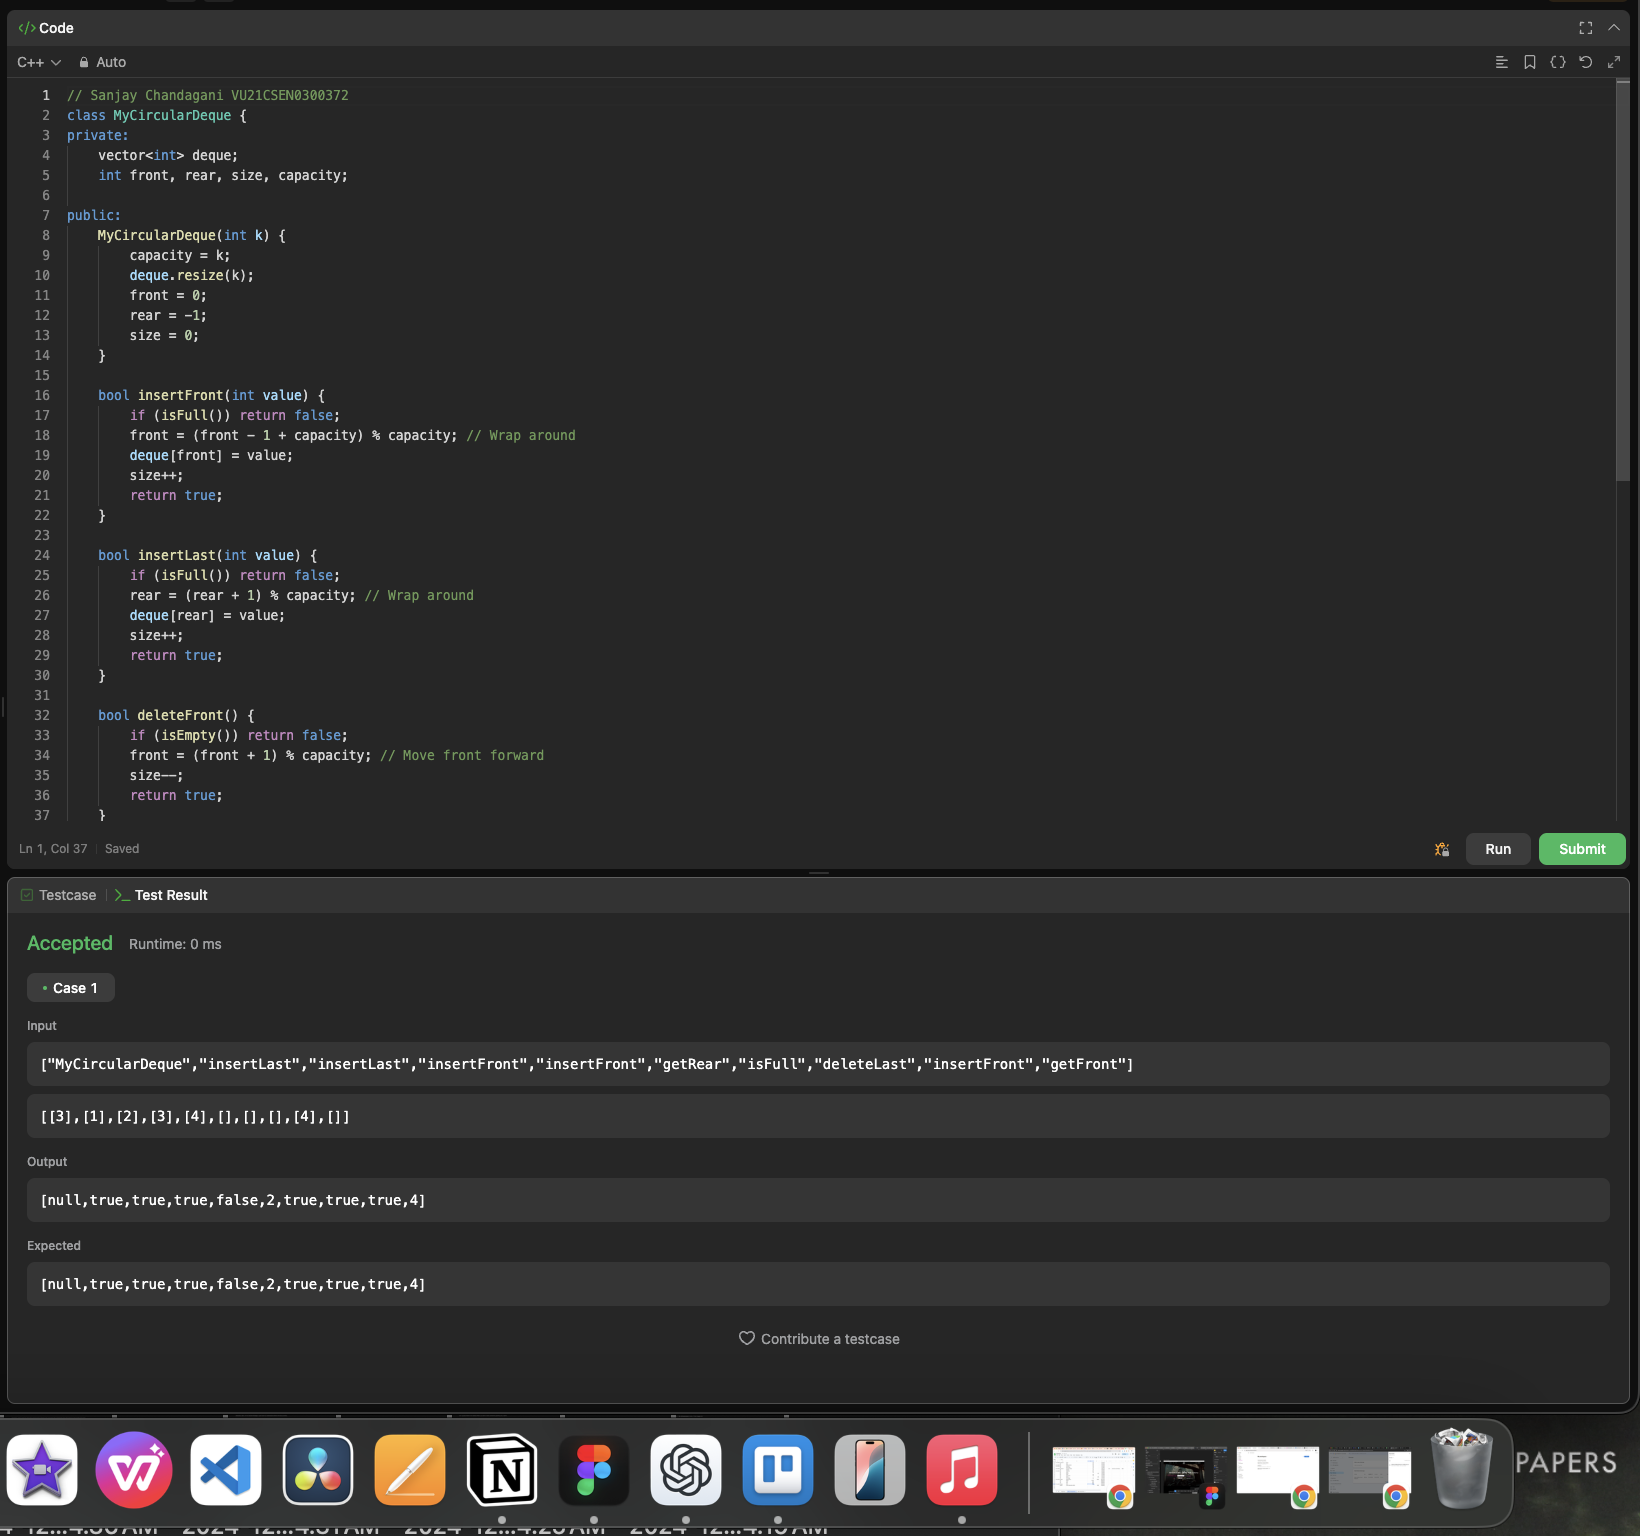 </> Code
C++ Auto
1 // Sanjay Chandagani VU21CSEN0300372
2 class MyCircularDeque {
3 private:
4     vector<int> deque;
5     int front, rear, size, capacity;
6
7 public:
8     MyCircularDeque(int k) {
9         capacity = k;
10         deque.resize(k);
11         front = 0;
12         rear = -1;
13         size = 0;
14     }
15
16     bool insertFront(int value) {
17         if (isFull()) return false;
18         front = (front - 1 + capacity) % capacity; // Wrap around
19         deque[front] = value;
20         size++;
21         return true;
22     }
23
24     bool insertLast(int value) {
25         if (isFull()) return false;
26         rear = (rear + 1) % capacity; // Wrap around
27         deque[rear] = value;
28         size++;
29         return true;
30     }
31
32     bool deleteFront() {
33         if (isEmpty()) return false;
34         front = (front + 1) % capacity; // Move front forward
35         size--;
36         return true;
37     }
Ln 1, Col 37 Saved
Run Submit
Testcase >_ Test Result
Accepted Runtime: 0 ms
• Case 1
Input
["MyCircularDeque","insertLast","insertLast","insertFront","insertFront","getRear","isFull","deleteLast","insertFront","getFront"]
[[3],[1],[2],[3],[4],[],[],[],[4],[]]
Output
[null,true,true,true,false,2,true,true,true,4]
Expected
[null,true,true,true,false,2,true,true,true,4]
Contribute a testcase
PAPERS